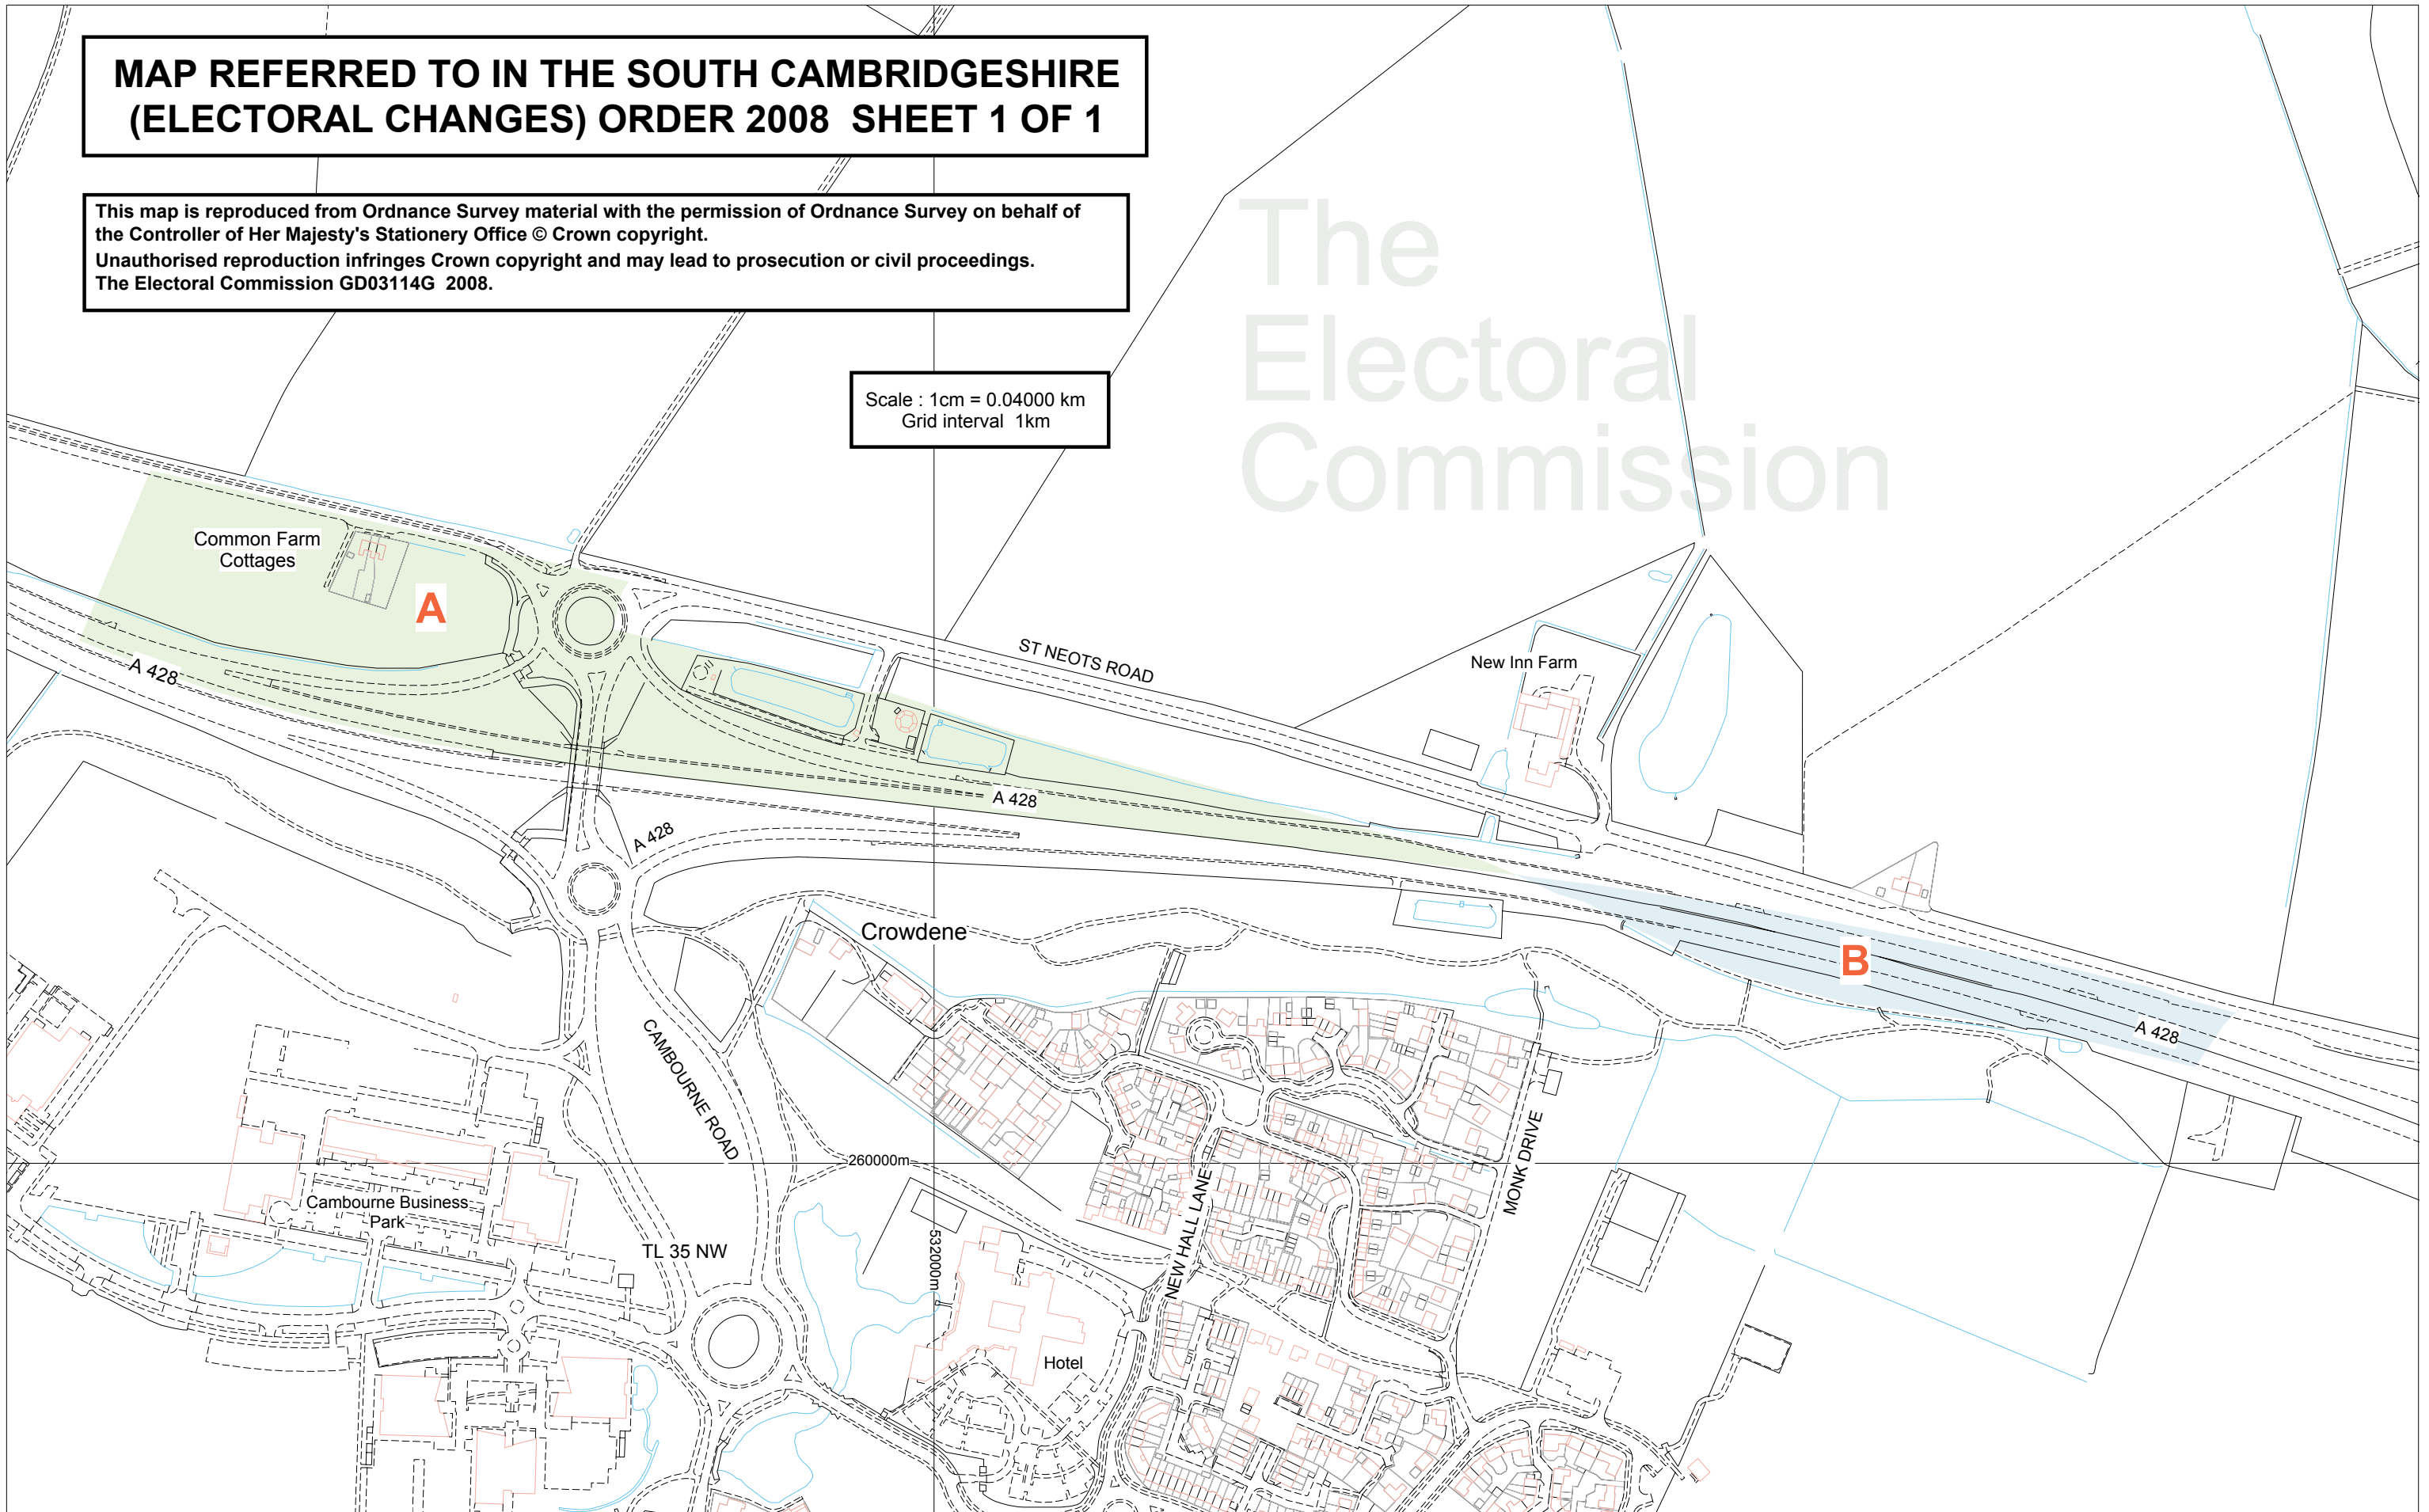 MAP REFERRED TO IN THE SOUTH CAMBRIDGESHIRE
(ELECTORAL CHANGES) ORDER 2008  SHEET 1 OF 1
This map is reproduced from Ordnance Survey material with the permission of Ordnance Survey on behalf of
the Controller of Her Majesty's Stationery Office © Crown copyright.
Unauthorised reproduction infringes Crown copyright and may lead to prosecution or civil proceedings.
The Electoral Commission GD03114G  2008.
The
Electoral
Commission
Scale : 1cm = 0.04000 km
Grid interval  1km
Common Farm
Cottages
A
A 428
ST NEOTS ROAD
New Inn Farm
A 428
A 428
Crowdene
B
A 428
CAMBOURNE ROAD
260000m
MONK DRIVE
NEW HALL LANE
Cambourne Business
Park
TL 35 NW
532000m
Hotel